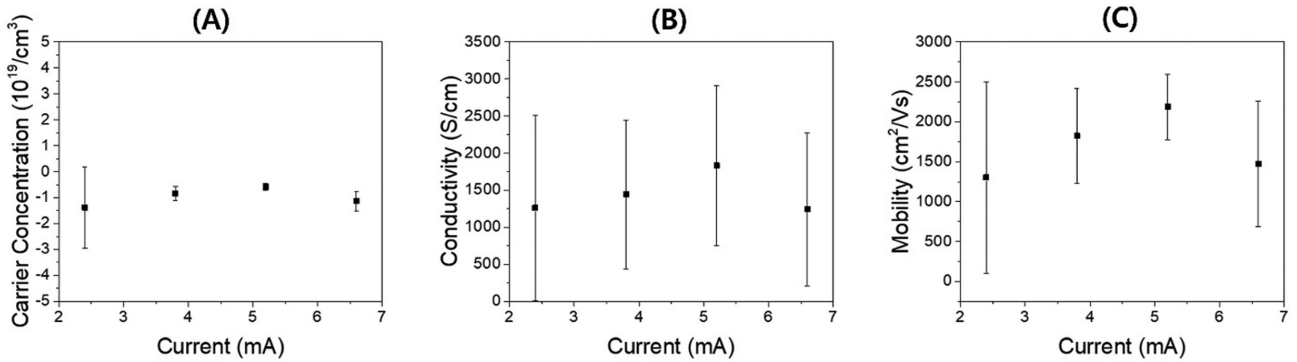 (A)
Carrier Concentration (10¹⁹/cm³)
5
4
3
2
1
0
-1
-2
-3
-4
-5
2 3 4 5 6 7
Current (mA)
(B)
Conductivity (S/cm)
3500
3000
2500
2000
1500
1000
500
0
2 3 4 5 6 7
Current (mA)
(C)
Mobility (cm²/Vs)
3000
2500
2000
1500
1000
500
0
2 3 4 5 6 7
Current (mA)